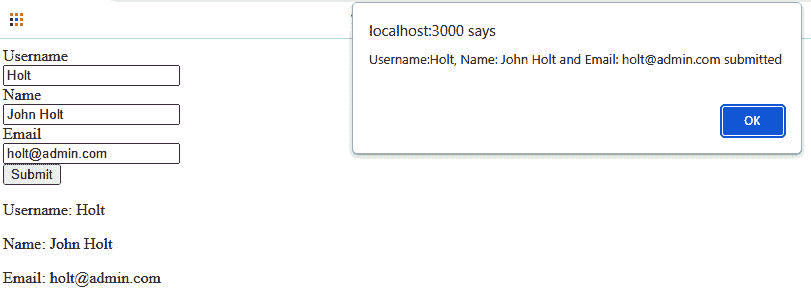 localhost:3000 says
Username:Holt, Name: John Holt and Email: holt@admin.com submitted
OK
Username
Holt
Name
John Holt
Email
holt@admin.com
Submit
Username: Holt
Name: John Holt
Email: holt@admin.com